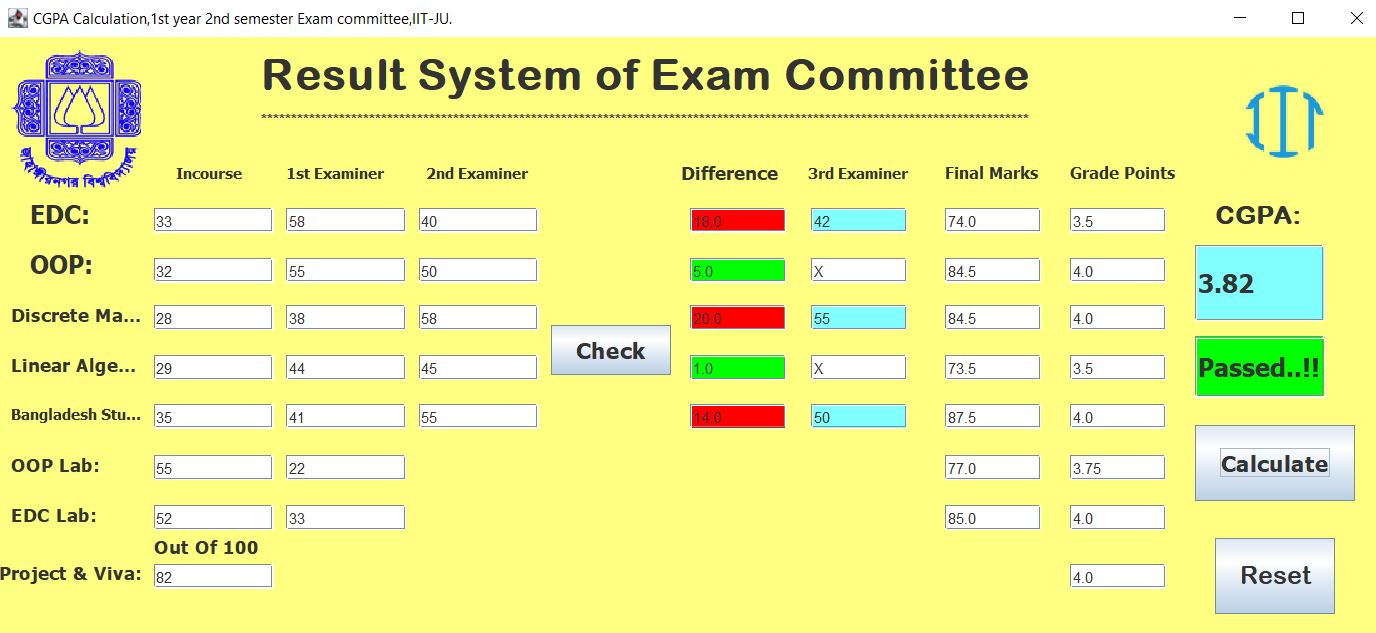 CGPA Calculation,1st year 2nd semester Exam committee,IIT-JU.
Result System of Exam Committee
********************************************************************************************************************************
জাহাঙ্গীরনগর বিশ্ববিদ্যালয়
IIT
Incourse 1st Examiner 2nd Examiner Difference 3rd Examiner Final Marks Grade Points
EDC: 33 58 40 18.0 42 74.0 3.5 CGPA:
OOP: 32 55 50 5.0 X 84.5 4.0
3.82
Discrete Ma... 28 38 58 20.0 55 84.5 4.0
Check
Linear Alge... 29 44 45 1.0 X 73.5 3.5 Passed..!!
Bangladesh Stu... 35 41 55 14.0 50 87.5 4.0
OOP Lab: 55 22 77.0 3.75 Calculate
EDC Lab: 52 33 85.0 4.0
Out Of 100
Project & Viva: 82 4.0 Reset